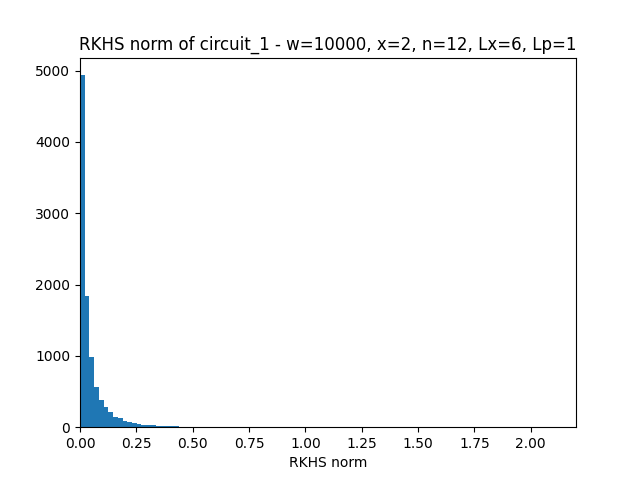 RKHS norm of circuit_1 - w=10000, x=2, n=12, Lx=6, Lp=1
5000
4000
3000
2000
1000
0
0.00 0.25 0.50 0.75 1.00 1.25 1.50 1.75 2.00
RKHS norm